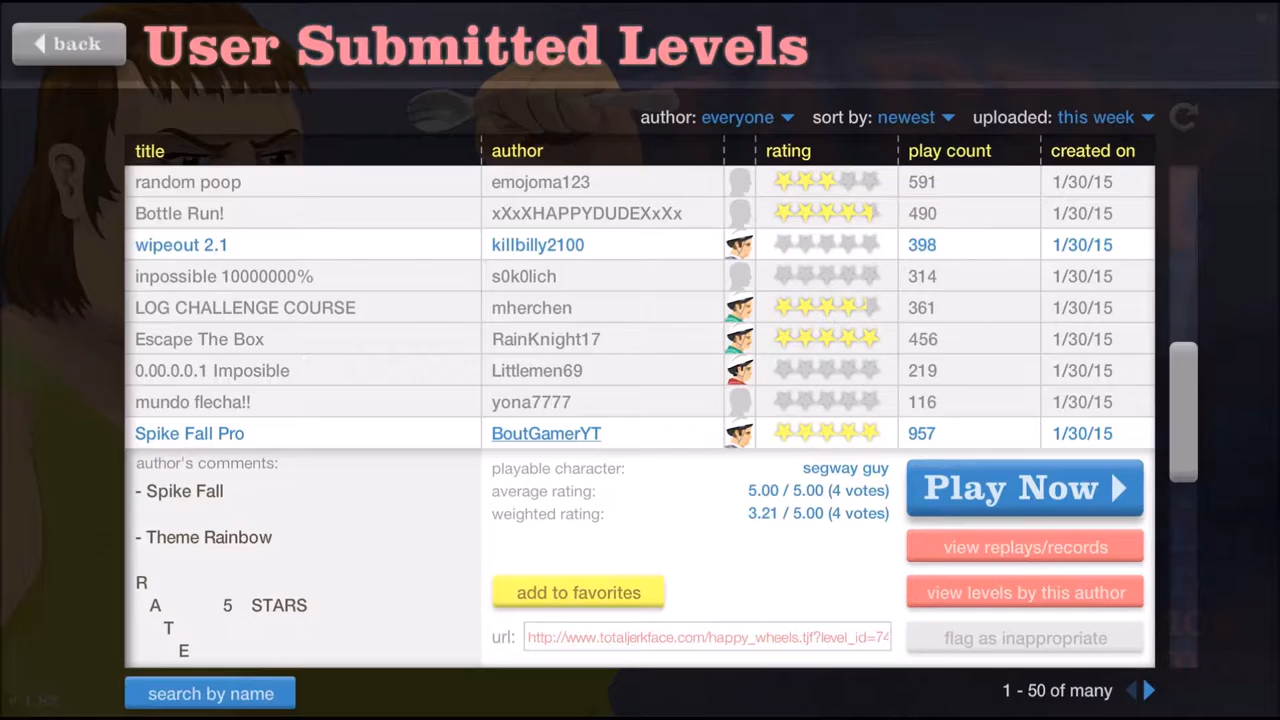 back
User Submitted Levels
author: everyone sort by: newest uploaded: this week
title author rating play count created on
random poop emojoma123 591 1/30/15
Bottle Run! xXxXHAPPYDUDEXxXx 490 1/30/15
wipeout 2.1 killbilly2100 398 1/30/15
inpossible 10000000% s0k0lich 314 1/30/15
LOG CHALLENGE COURSE mherchen 361 1/30/15
Escape The Box RainKnight17 456 1/30/15
0.00.0.0.1 Imposible Littlemen69 219 1/30/15
mundo flecha!! yona7777 116 1/30/15
Spike Fall Pro BoutGamerYT 957 1/30/15
author's comments:
- Spike Fall
- Theme Rainbow
R
A 5 STARS
T
E
playable character: segway guy
average rating: 5.00 / 5.00 (4 votes)
weighted rating: 3.21 / 5.00 (4 votes)
add to favorites
url: http://www.totaljerkface.com/happy_wheels.tjf?level_id=74
Play Now
view replays/records
view levels by this author
flag as inappropriate
search by name
1 - 50 of many